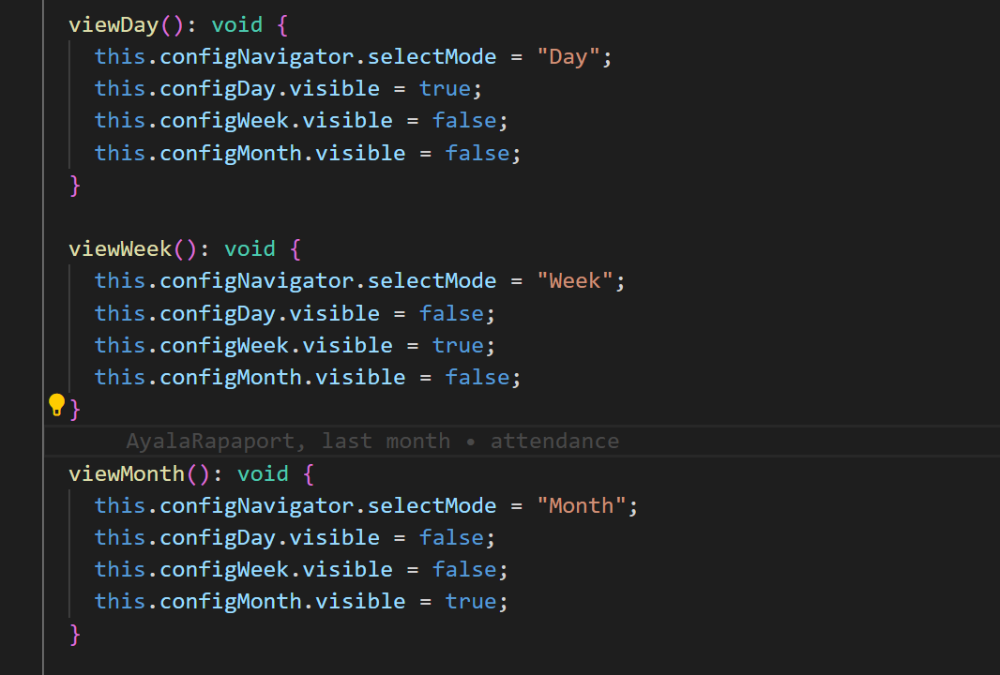 viewDay(): void {
this.configNavigator.selectMode = "Day";
this.configDay.visible = true;
this.configWeek.visible = false;
this.configMonth.visible = false;
}
viewWeek(): void {
this.configNavigator.selectMode = "Week";
this.configDay.visible = false;
this.configWeek.visible = true;
this.configMonth.visible = false;
}
AyalaRapaport, last month • attendance
viewMonth(): void {
this.configNavigator.selectMode = "Month";
this.configDay.visible = false;
this.configWeek.visible = false;
this.configMonth.visible = true;
}